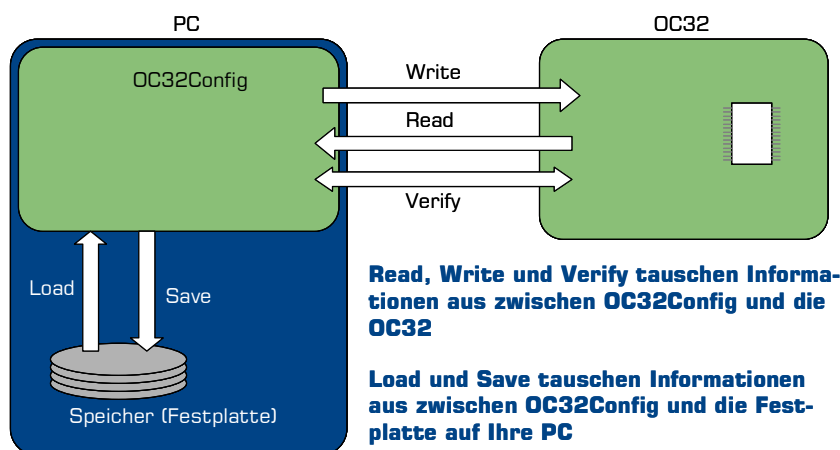 PC
OC32
OC32Config
Write
Read
Verify
Load
Save
Speicher (Festplatte)
Read, Write und Verify tauschen Informa-
tionen aus zwischen OC32Config und die
OC32
Load und Save tauschen Informationen
aus zwischen OC32Config und die Fest-
platte auf Ihre PC